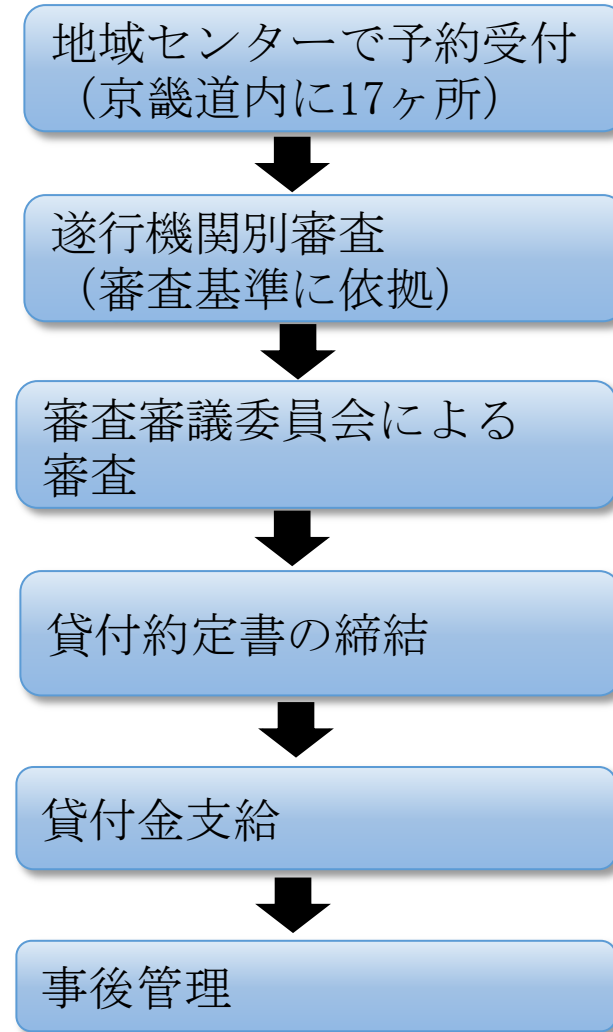 地域センターで予約受付
（京畿道内に17ヶ所）
遂行機関別審査
（審査基準に依拠）
審査審議委員会による
審査
貸付約定書の締結
貸付金支給
事後管理